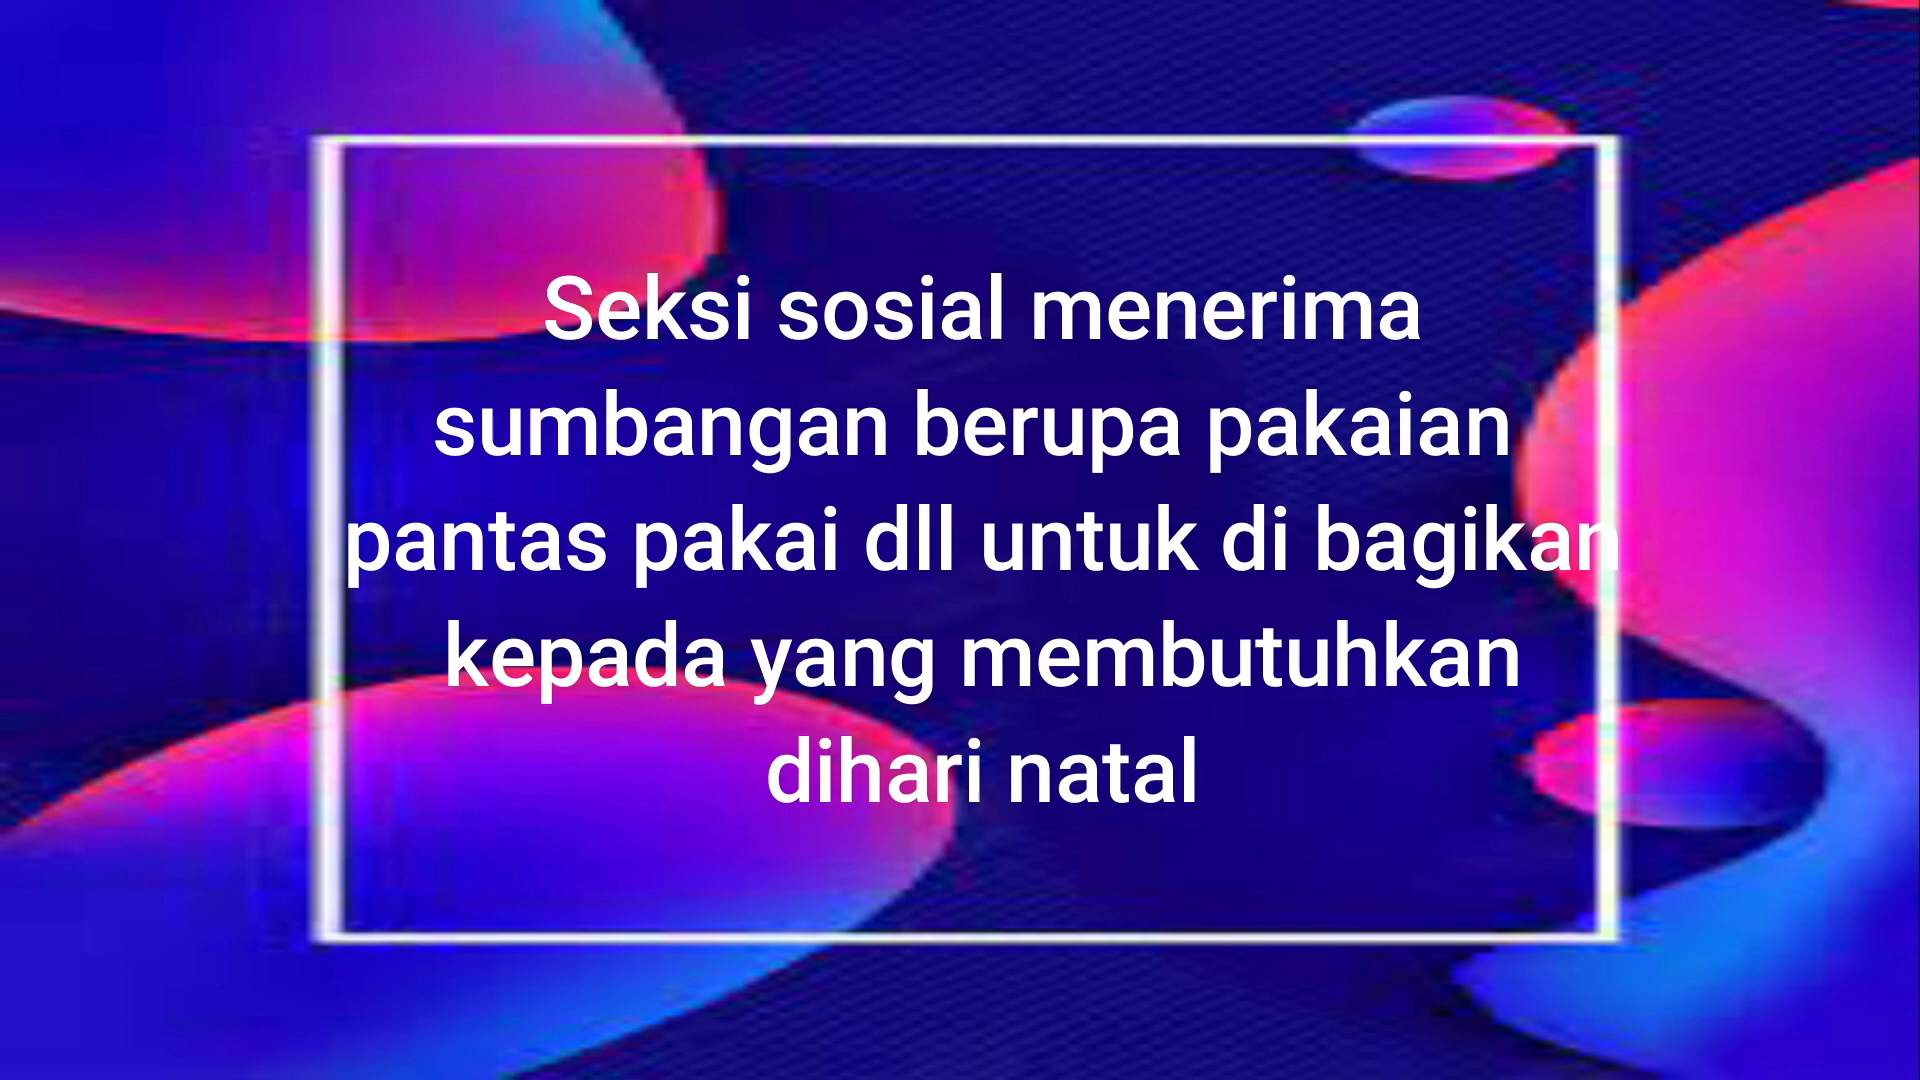 Seksi sosial menerima
sumbangan berupa pakaian
pantas pakai dll untuk di bagikan
kepada yang membutuhkan
dihari natal